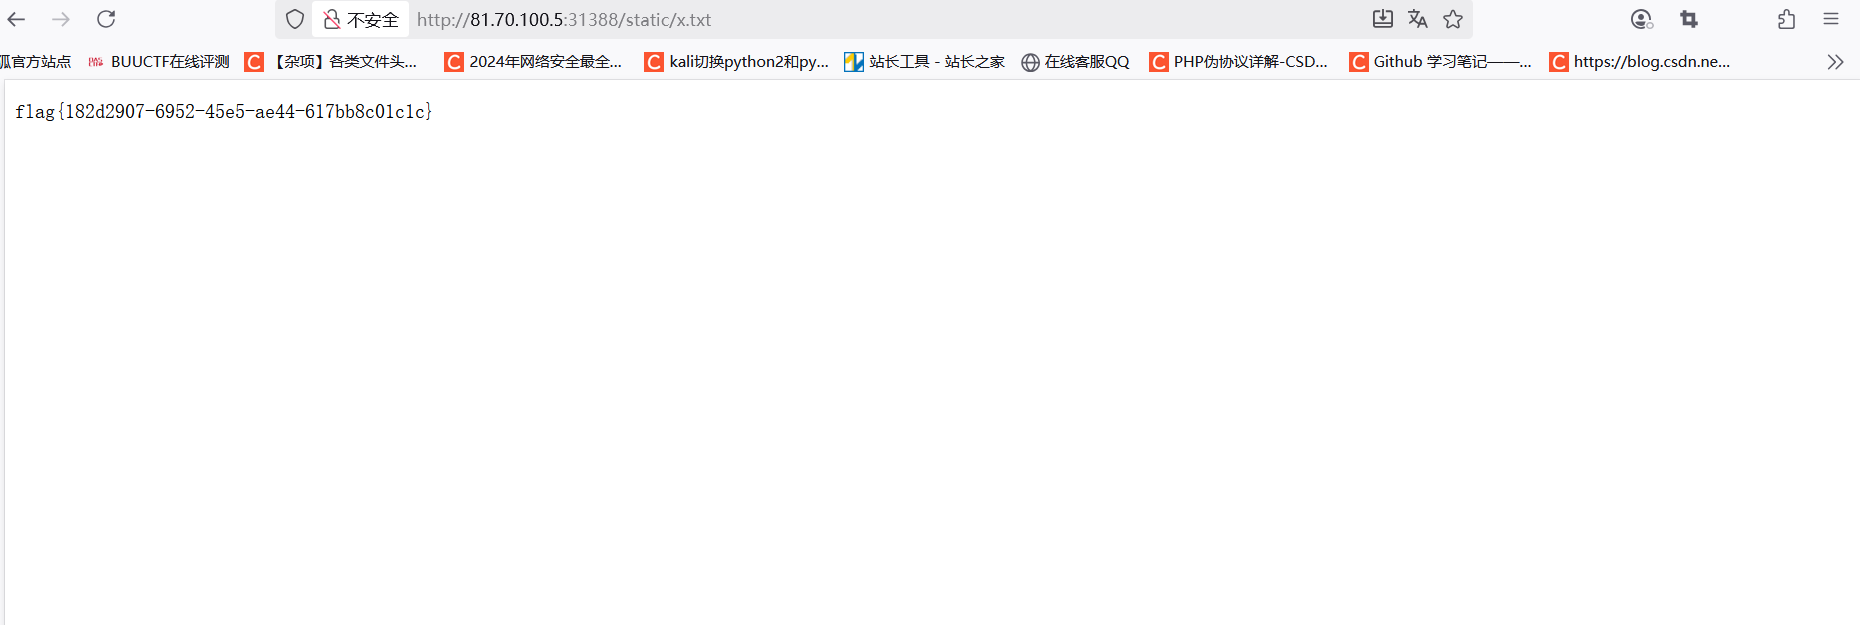 不安全 http://81.70.100.5:31388/static/x.txt
狐官方站点 BUUCTF在线评测 【杂项】各类文件头... 2024年网络安全最全... kali切换python2和py... 站长工具 - 站长之家 在线客服QQ PHP伪协议详解-CSD... Github 学习笔记——... https://blog.csdn.ne...
flag{182d2907-6952-45e5-ae44-617bb8c01c1c}